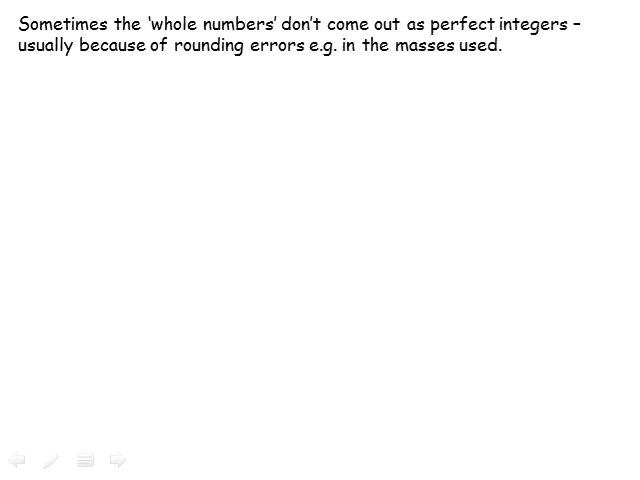 Sometimes the ‘whole numbers’ don’t come out as perfect integers –
usually because of rounding errors e.g. in the masses used.